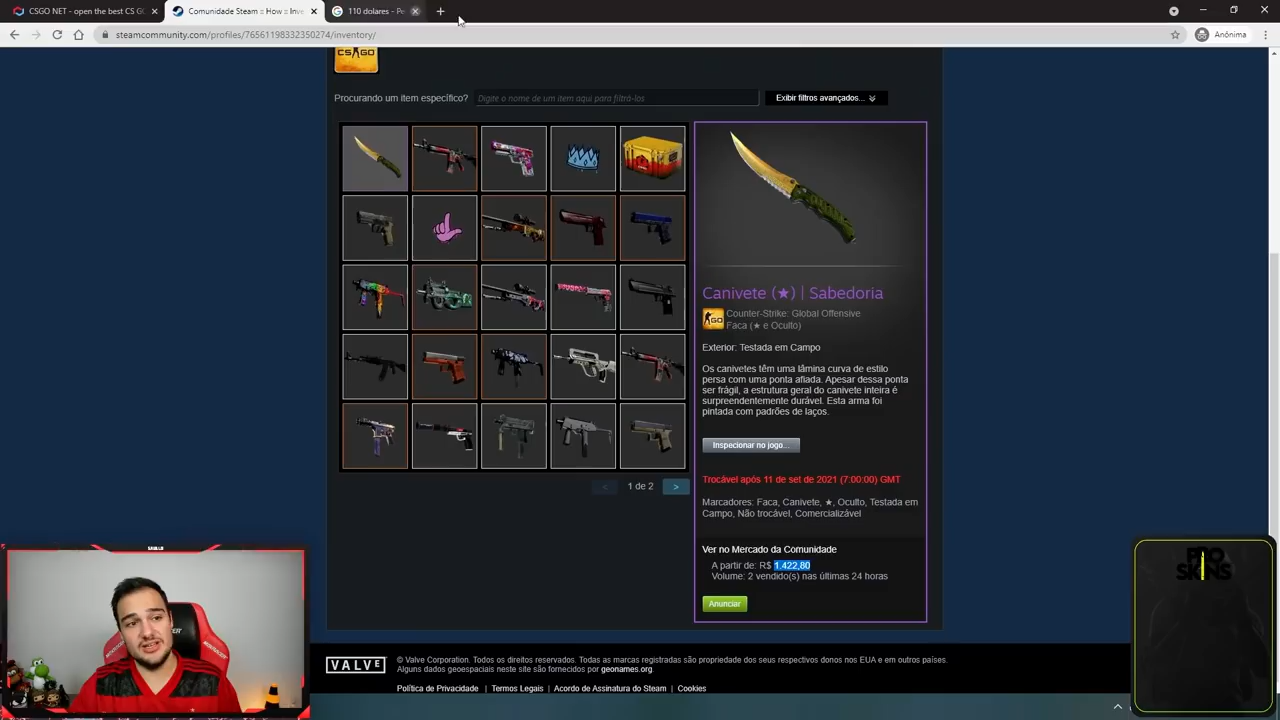 CSGO NET - open the best CS GO
Comunidade Steam :: How :: Inve
110 dolares - Pe
steamcommunity.com/profiles/76561198332350274/inventory/
Anónima
CS GO
Procurando um item específico?
Digite o nome de um item aqui para filtrá-los
Exibir filtros avançados...
Canivete (★) | Sabedoria
CS GO
Counter-Strike: Global Offensive
Faca (★ e Oculto)
Exterior: Testada em Campo
Os canivetes têm uma lâmina curva de estilo
persa com uma ponta afiada. Apesar dessa ponta
ser frágil, a estrutura geral do canivete inteira é
surpreendentemente durável. Esta arma foi
pintada com padrões de laços.
Inspecionar no jogo...
Trocável após 11 de set de 2021 (7:00:00) GMT
Marcadores: Faca, Canivete, ★, Oculto, Testada em
Campo, Não trocável, Comercializável
< 1 de 2 >
Ver no Mercado da Comunidade
A partir de: R$ 1.422,80
Volume: 2 vendido(s) nas últimas 24 horas
Anunciar
PRO
SKINS
VALVE
© Valve Corporation. Todos os direitos reservados. Todas as marcas registradas são propriedade dos seus respectivos donos nos EUA e em outros países.
Alguns dados geoespaciais neste site são fornecidos por geonames.org.
Política de Privacidade | Termos Legais | Acordo de Assinatura do Steam | Cookies